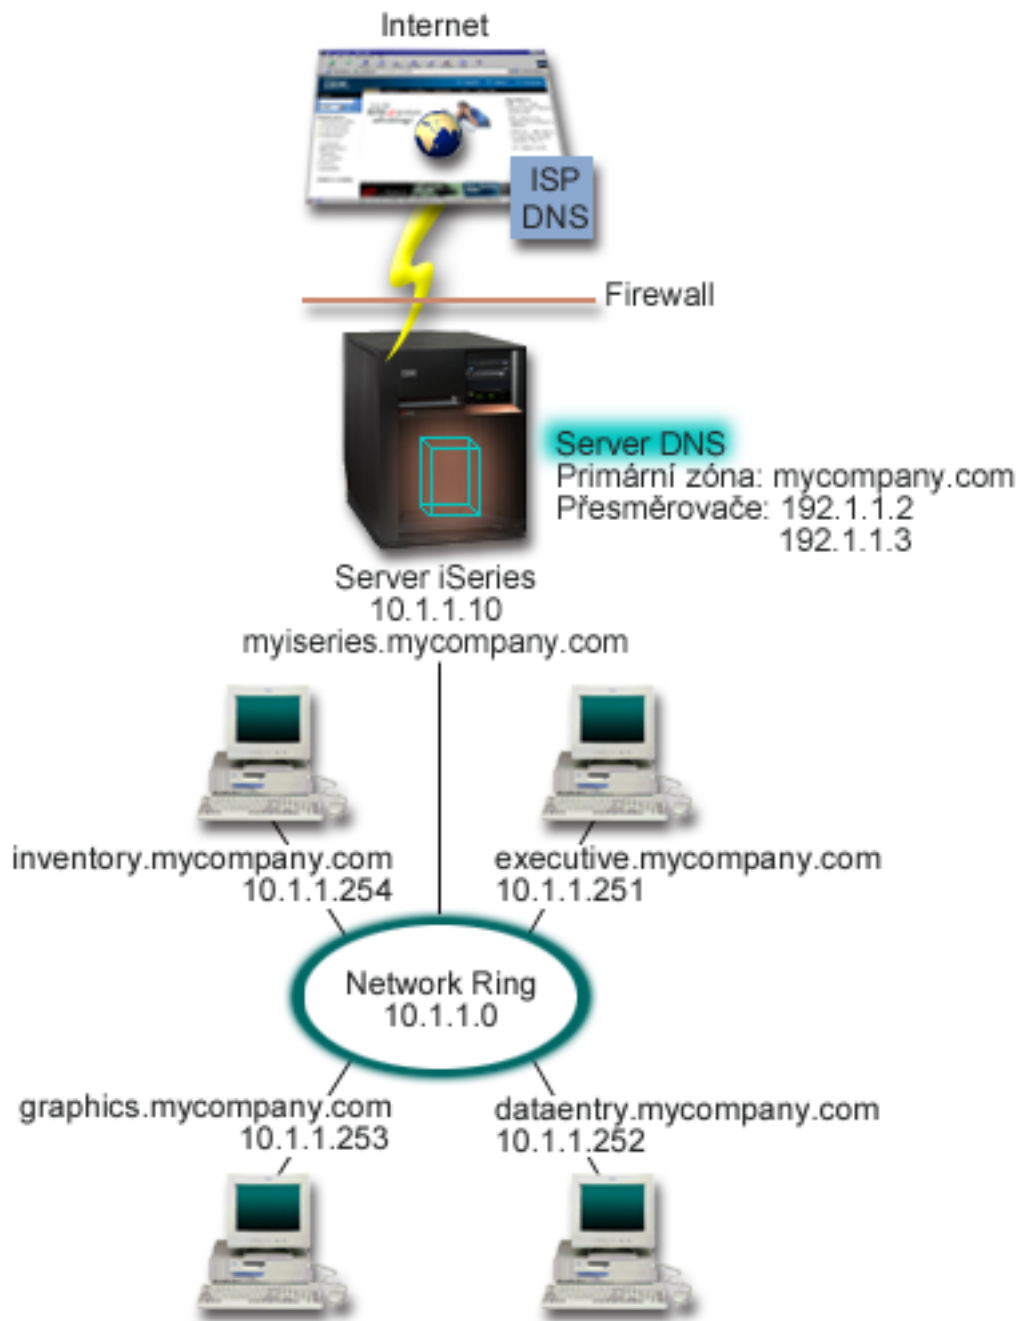 Internet
ISP
DNS
Firewall
Server DNS
Primární zóna: mycompany.com
Přesměrovače: 192.1.1.2
192.1.1.3
Server iSeries
10.1.1.10
myiseries.mycompany.com
inventory.mycompany.com
10.1.1.254
executive.mycompany.com
10.1.1.251
Network Ring
10.1.1.0
graphics.mycompany.com
10.1.1.253
dataentry.mycompany.com
10.1.1.252